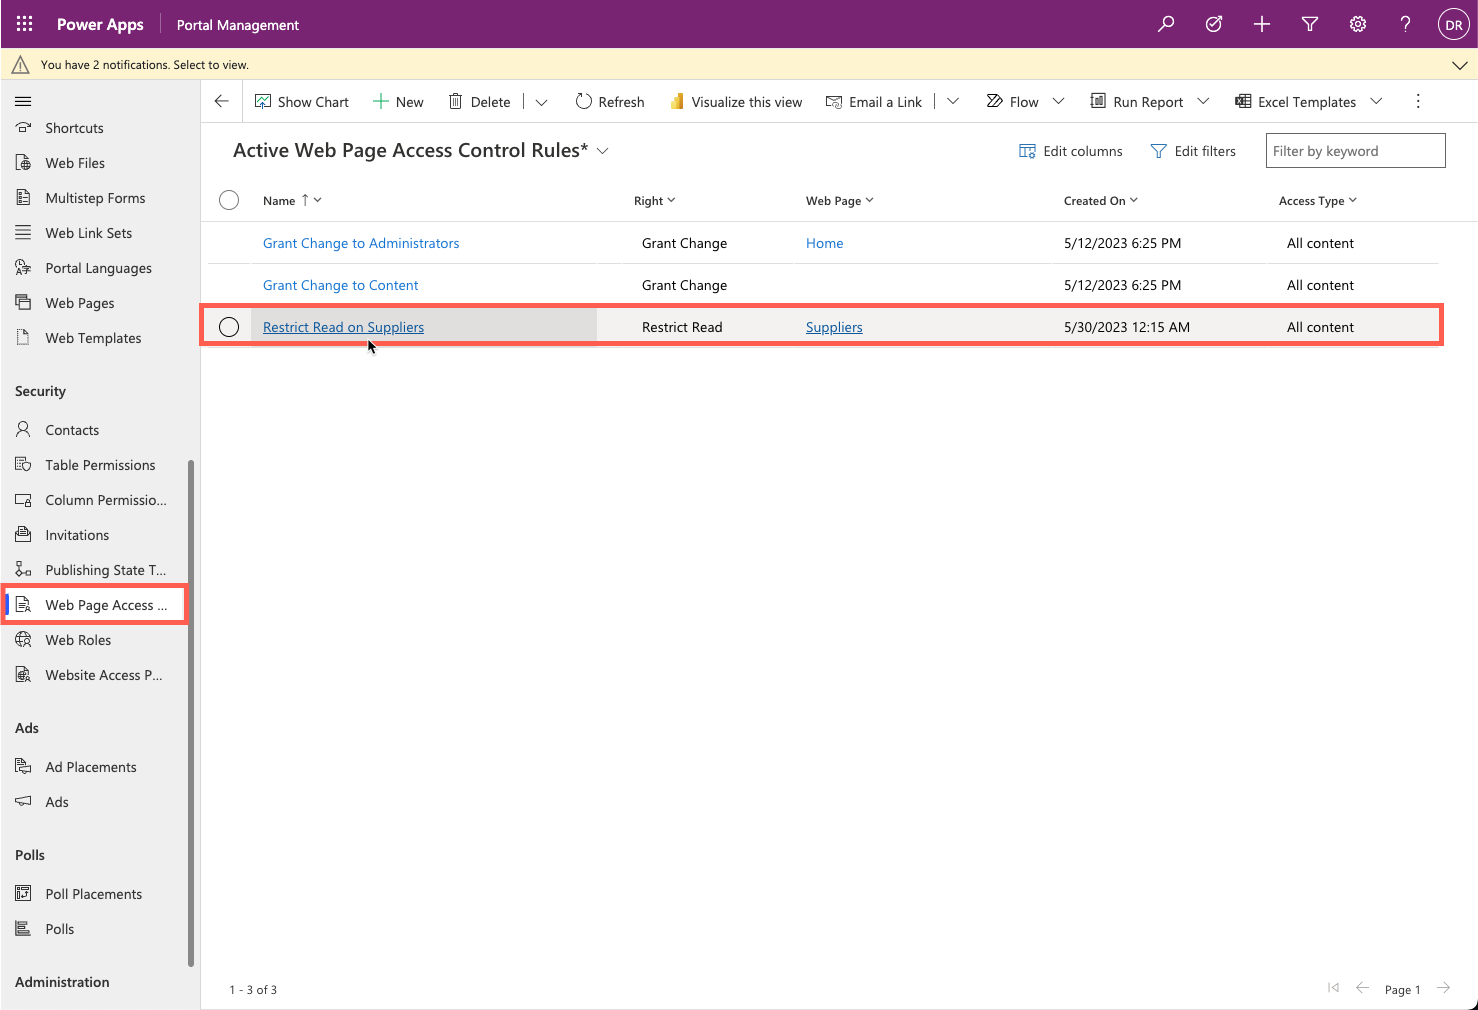 Power Apps Portal Management DR
You have 2 notifications. Select to view.
Show Chart New Delete Refresh Visualize this view Email a Link Flow Run Report Excel Templates
Shortcuts
Web Files
Multistep Forms
Web Link Sets
Portal Languages
Web Pages
Web Templates
Security
Contacts
Table Permissions
Column Permissio...
Invitations
Publishing State T...
Web Page Access ...
Web Roles
Website Access P...
Ads
Ad Placements
Ads
Polls
Poll Placements
Polls
Administration
Active Web Page Access Control Rules* Edit columns Edit filters Filter by keyword
Name ↑ Right Web Page Created On Access Type
Grant Change to Administrators Grant Change Home 5/12/2023 6:25 PM All content
Grant Change to Content Grant Change 5/12/2023 6:25 PM All content
Restrict Read on Suppliers Restrict Read Suppliers 5/30/2023 12:15 AM All content
1 - 3 of 3 Page 1